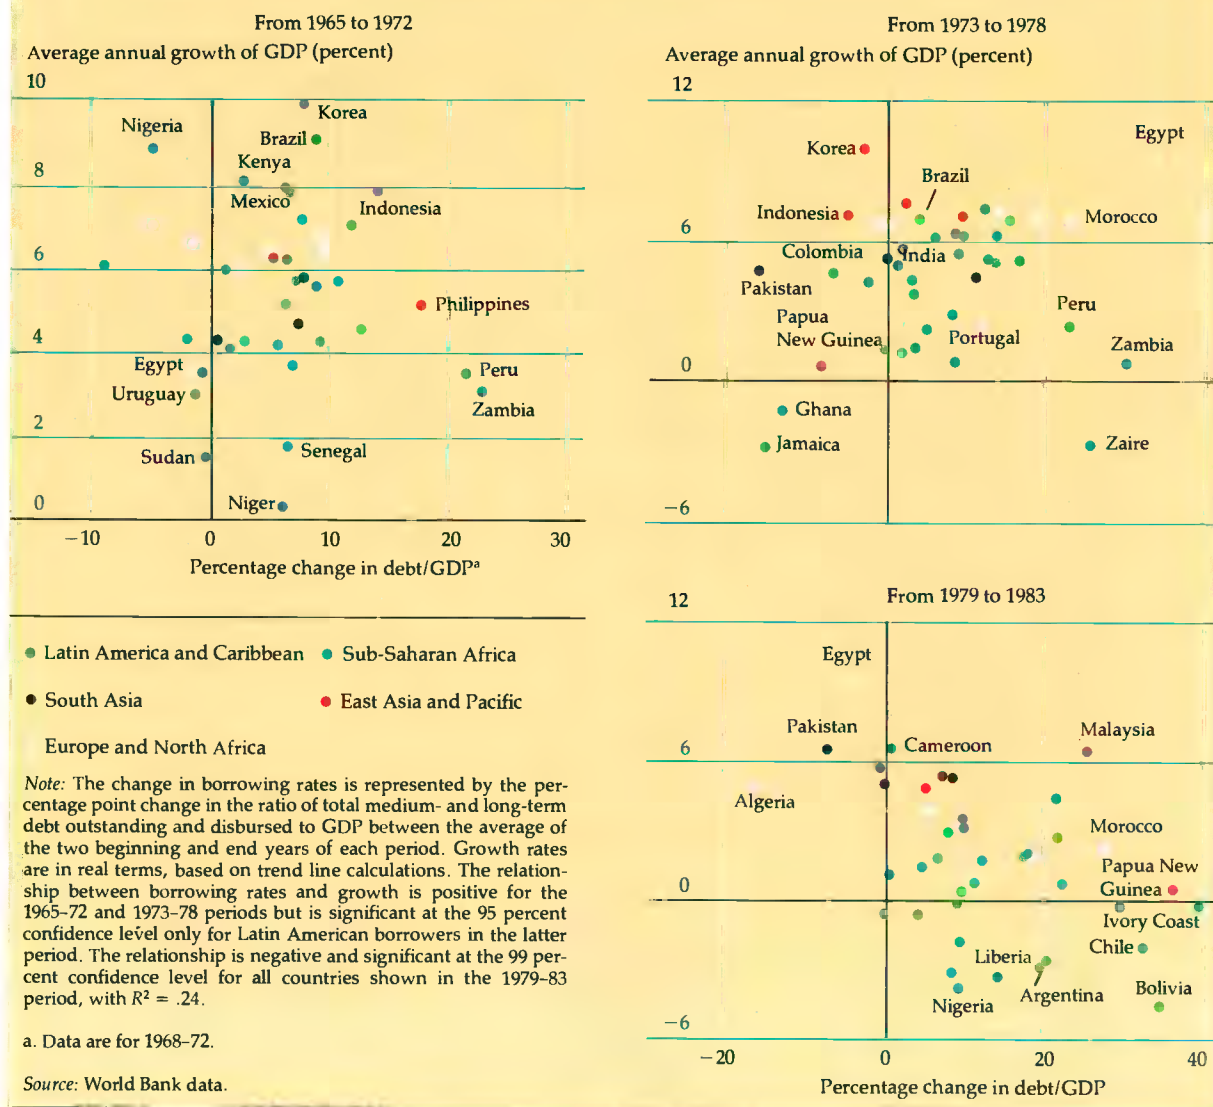 From 1965 to 1972
Average annual growth of GDP (percent)
10
Korea
Nigeria
Brazil
Kenya
8
Mexico
Indonesia
6
Philippines
4
Egypt
Peru
Uruguay
Zambia
2
Senegal
Sudan
0
Niger
−10
0
10
20
30
Percentage change in debt/GDPᵃ
From 1973 to 1978
Average annual growth of GDP (percent)
12
Egypt
Korea
Brazil
Indonesia
Morocco
6
Colombia
India
Pakistan
Papua
New Guinea
Peru
Portugal
Zambia
0
Ghana
Jamaica
Zaire
−6
From 1979 to 1983
12
Egypt
Pakistan
Cameroon
Malaysia
6
Algeria
Morocco
Papua New
Guinea
0
Ivory Coast
Chile
Liberia
Argentina
Nigeria
Bolivia
−6
−20
0
20
40
Percentage change in debt/GDP
Latin America and Caribbean
Sub-Saharan Africa
South Asia
East Asia and Pacific
Europe and North Africa
Note: The change in borrowing rates is represented by the per-
centage point change in the ratio of total medium- and long-term
debt outstanding and disbursed to GDP between the average of
the two beginning and end years of each period. Growth rates
are in real terms, based on trend line calculations. The relation-
ship between borrowing rates and growth is positive for the
1965–72 and 1973–78 periods but is significant at the 95 percent
confidence level only for Latin American borrowers in the latter
period. The relationship is negative and significant at the 99 per-
cent confidence level for all countries shown in the 1979–83
period, with R² = .24.
a. Data are for 1968–72.
Source: World Bank data.